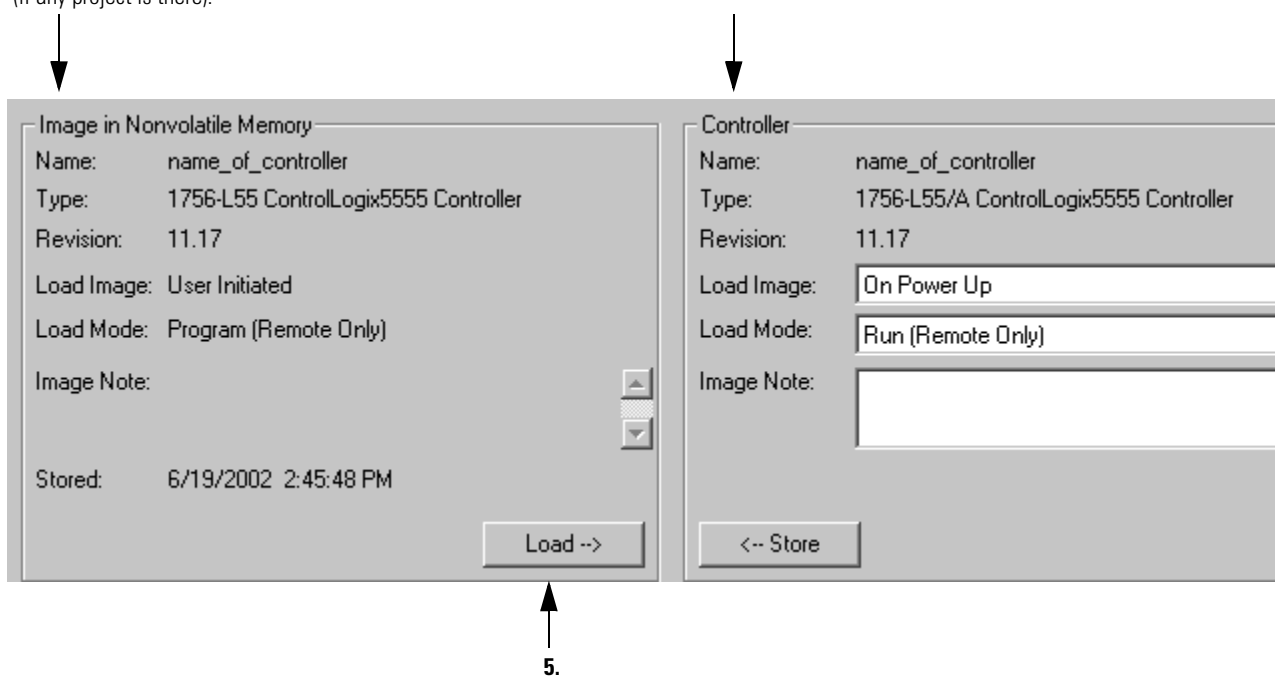 (if any project is there).
Image in Nonvolatile Memory
Name: name_of_controller
Type: 1756-L55 ControlLogix5555 Controller
Revision: 11.17
Load Image: User Initiated
Load Mode: Program (Remote Only)
Image Note:
Stored: 6/19/2002 2:45:48 PM
Load -->
Controller
Name: name_of_controller
Type: 1756-L55/A ControlLogix5555 Controller
Revision: 11.17
Load Image: On Power Up
Load Mode: Run (Remote Only)
Image Note:
<-- Store
5.